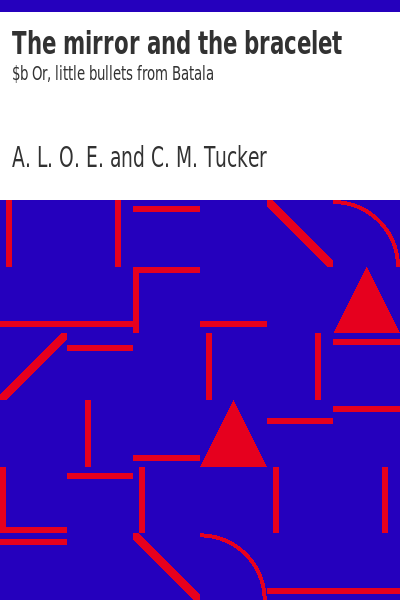 The mirror and the bracelet
$b Or, little bullets from Batala
A. L. O. E. and C. M. Tucker